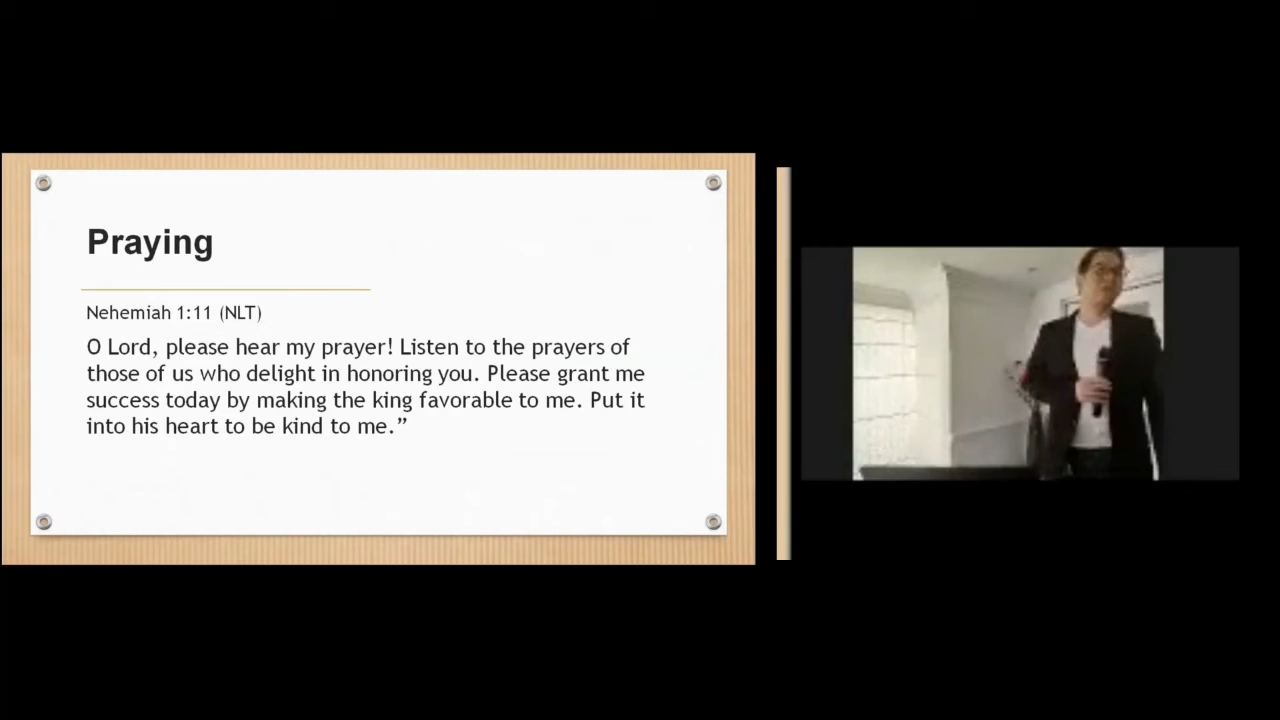 Praying
Nehemiah 1:11 (NLT)
O Lord, please hear my prayer! Listen to the prayers of
those of us who delight in honoring you. Please grant me
success today by making the king favorable to me. Put it
into his heart to be kind to me.”